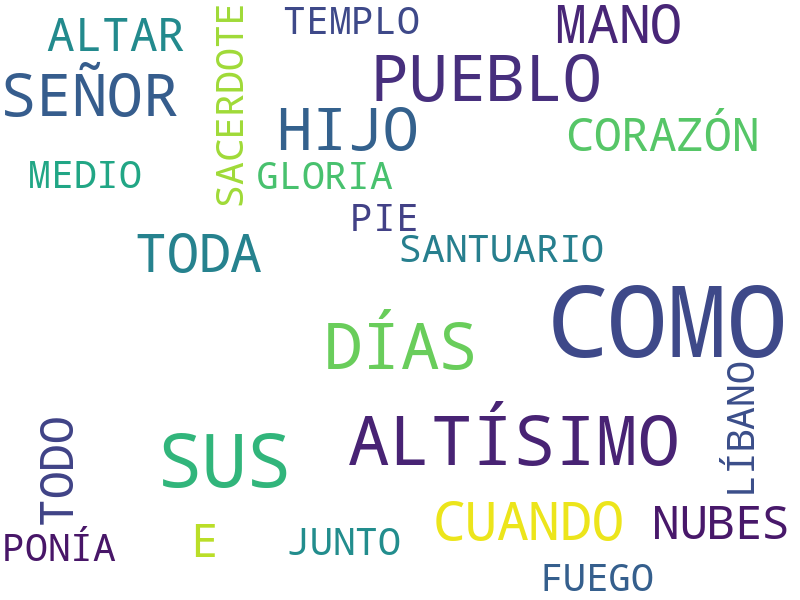 ALTAR
SACERDOTE
TEMPLO
MANO
SEÑOR
PUEBLO
HIJO
CORAZÓN
MEDIO
GLORIA
PIE
TODA
SANTUARIO
COMO
DÍAS
LÍBANO
TODO
SUS
ALTÍSIMO
CUANDO
NUBES
PONÍA
E
JUNTO
FUEGO